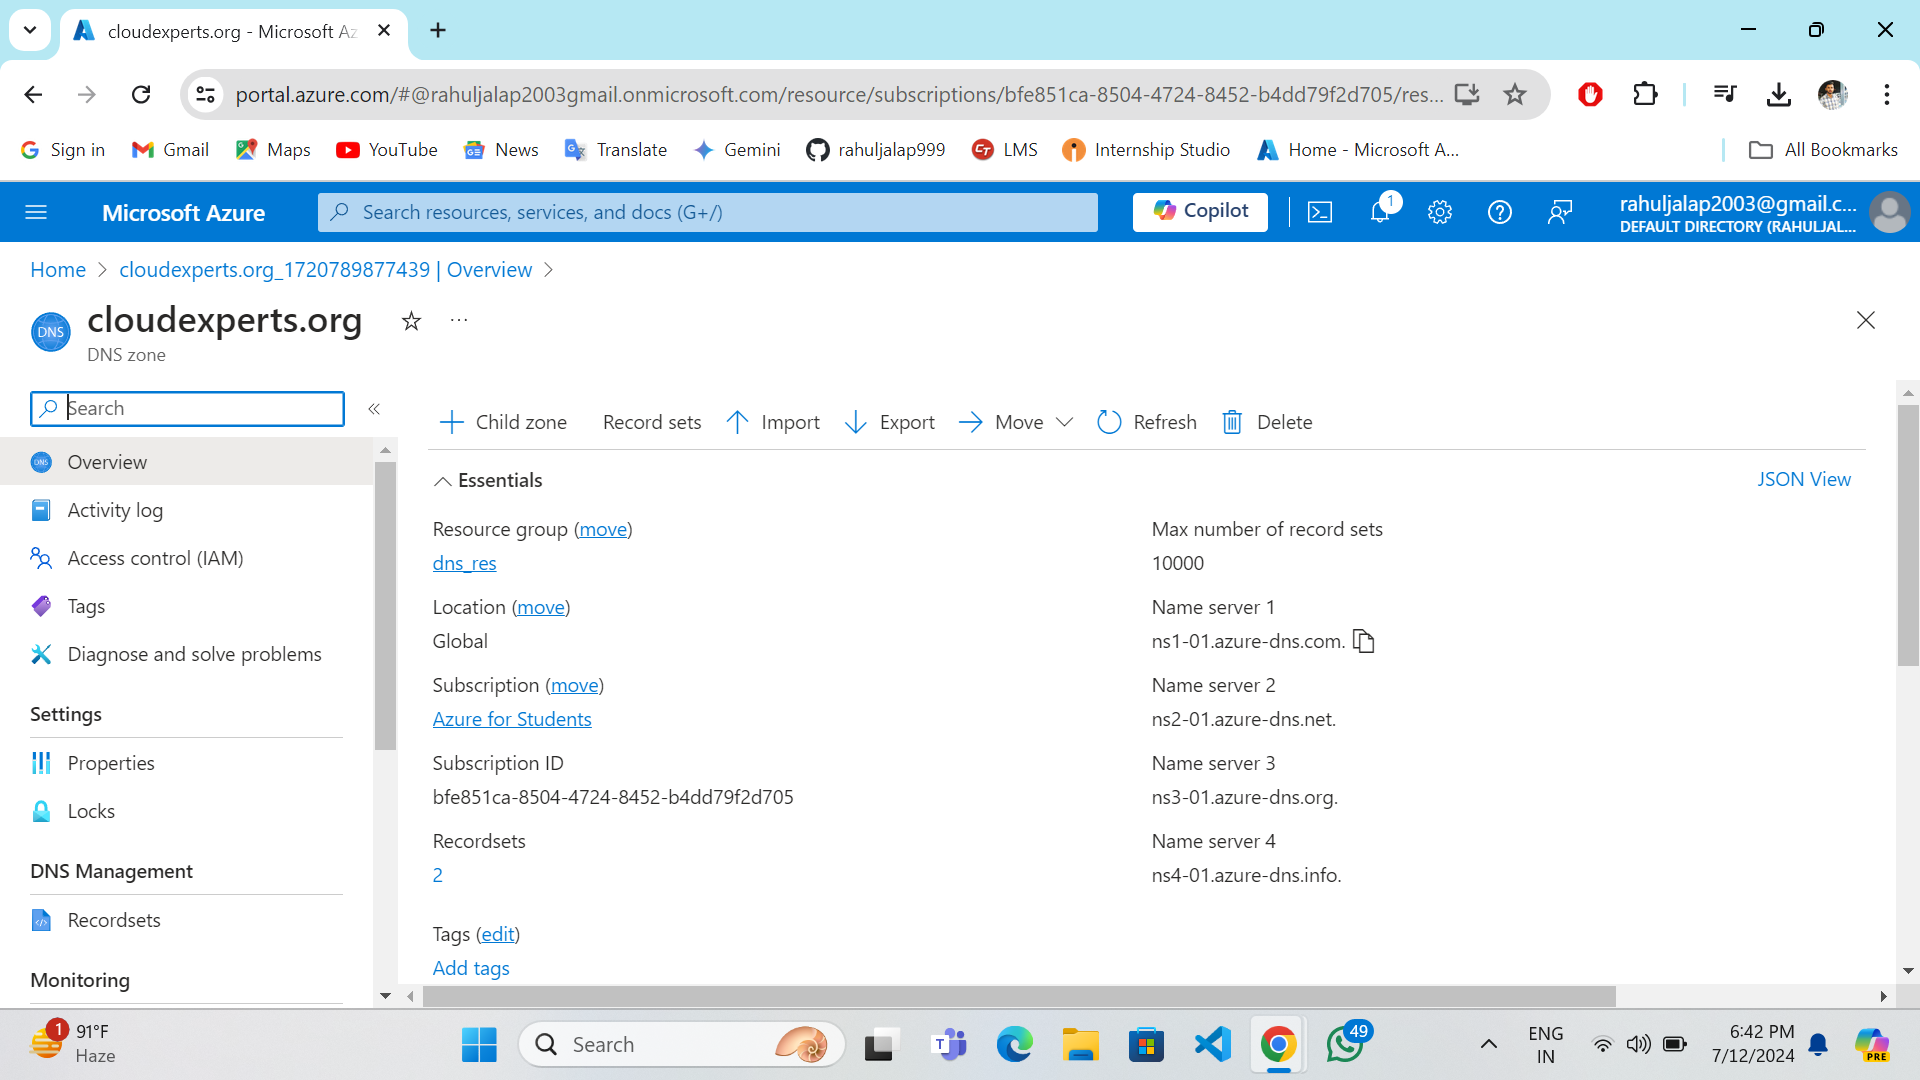 cloudexperts.org - Microsoft Az
portal.azure.com/#@rahuljalap2003gmail.onmicrosoft.com/resource/subscriptions/bfe851ca-8504-4724-8452-b4dd79f2d705/res...
Sign in
Gmail
Maps
YouTube
News
Translate
Gemini
rahuljalap999
LMS
Internship Studio
Home - Microsoft A...
All Bookmarks
Microsoft Azure
Search resources, services, and docs (G+/)
Copilot
1
rahuljalap2003@gmail.c...
DEFAULT DIRECTORY (RAHULJAL...
Home
cloudexperts.org_1720789877439 | Overview
DNS
cloudexperts.org
...
DNS zone
Search
«
Overview
Activity log
Access control (IAM)
Tags
Diagnose and solve problems
Settings
Properties
Locks
DNS Management
Recordsets
Monitoring
Child zone
Record sets
Import
Export
Move
Refresh
Delete
Essentials
JSON View
Resource group (move)
dns_res
Location (move)
Global
Subscription (move)
Azure for Students
Subscription ID
bfe851ca-8504-4724-8452-b4dd79f2d705
Recordsets
2
Tags (edit)
Add tags
Max number of record sets
10000
Name server 1
ns1-01.azure-dns.com.
Name server 2
ns2-01.azure-dns.net.
Name server 3
ns3-01.azure-dns.org.
Name server 4
ns4-01.azure-dns.info.
1
91°F
Haze
Search
49
ENG
IN
6:42 PM
7/12/2024
PRE